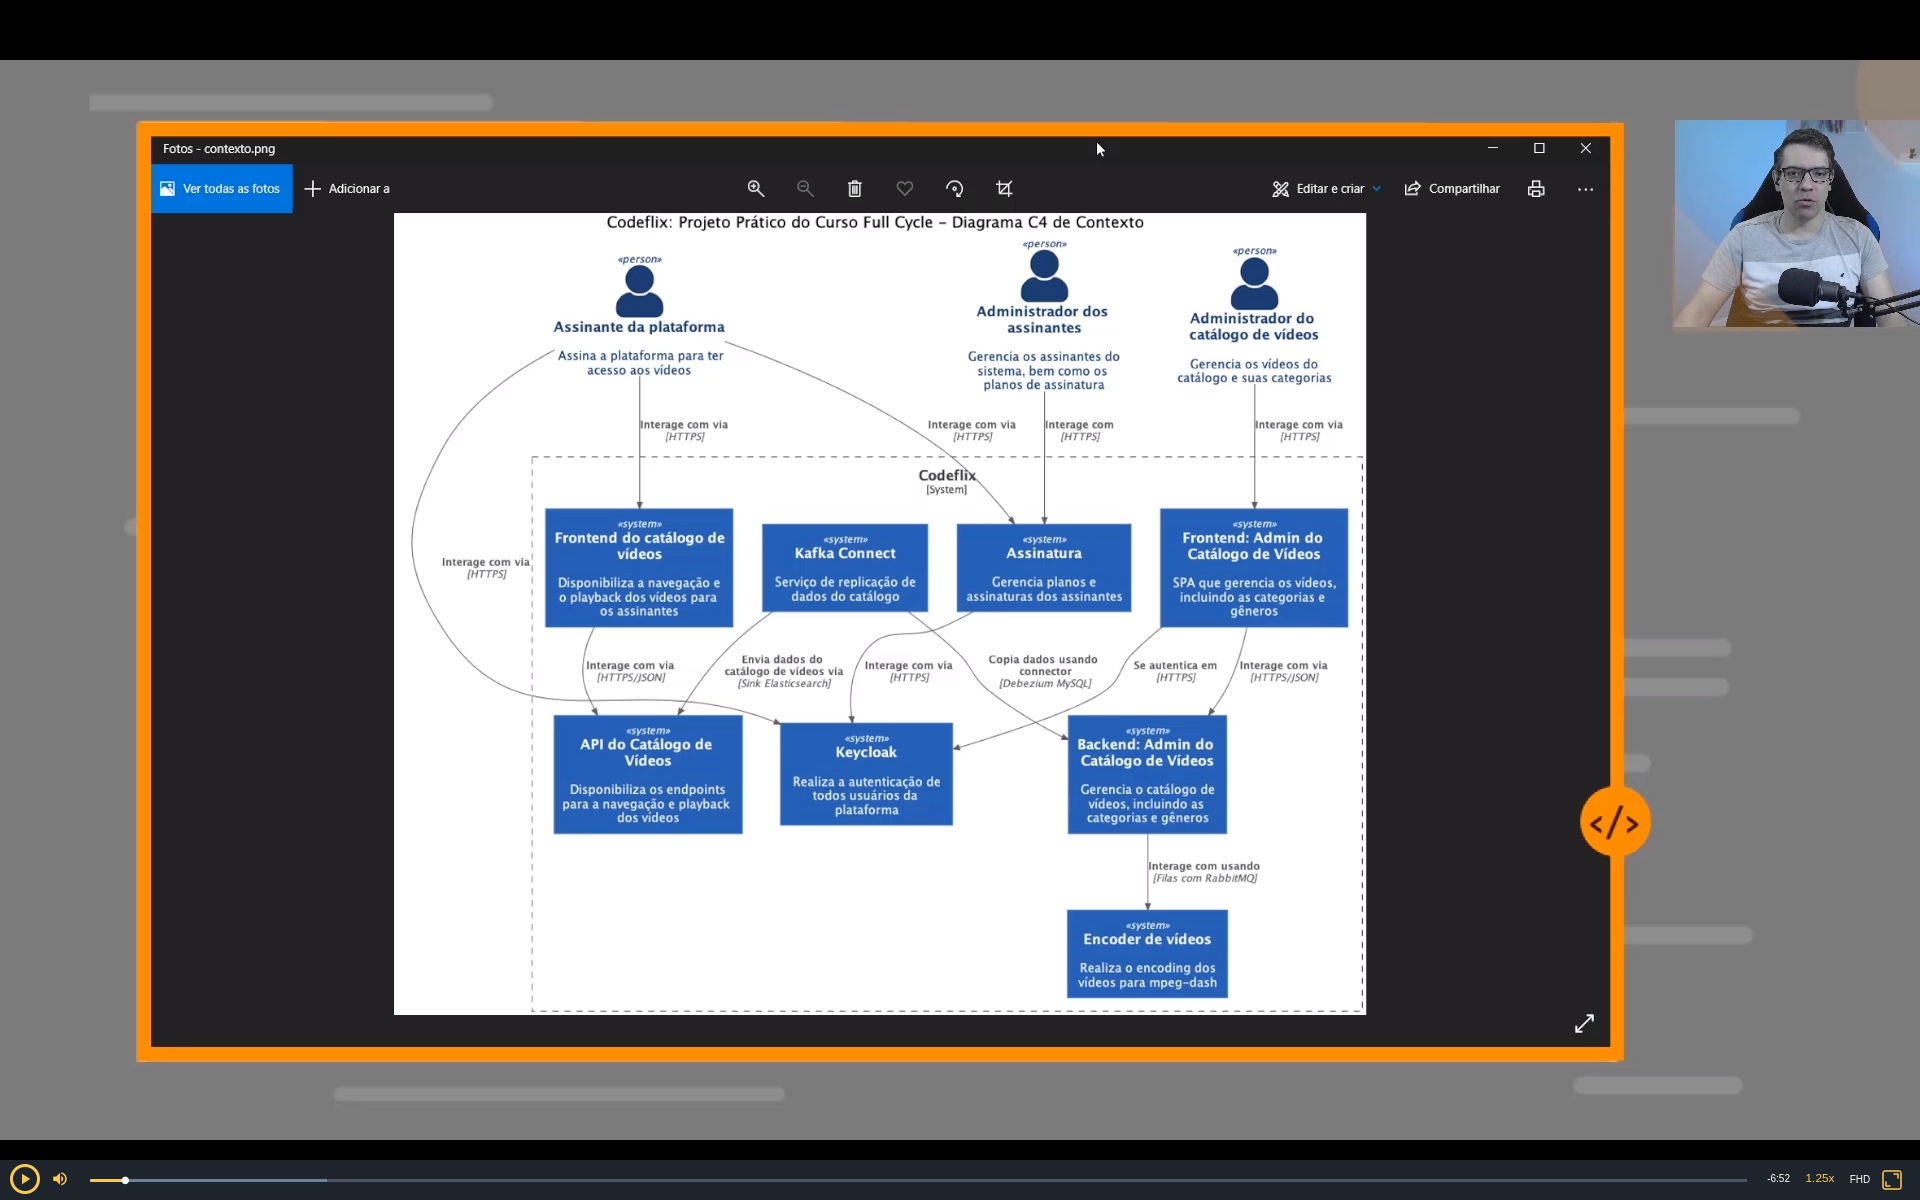 Fotos - contexto.png
Ver todas as fotos
Adicionar a
Editar e criar
Compartilhar
Codeflix: Projeto Prático do Curso Full Cycle – Diagrama C4 de Contexto
«person»
Assinante da plataforma
Assina a plataforma para ter
acesso aos vídeos
«person»
Administrador dos
assinantes
Gerencia os assinantes do
sistema, bem como os
planos de assinatura
«person»
Administrador do
catálogo de vídeos
Gerencia os vídeos do
catálogo e suas categorias
Interage com via
[HTTPS]
Interage com via
[HTTPS]
Interage com
[HTTPS]
Interage com via
[HTTPS]
Codeflix
[System]
Interage com via
[HTTPS]
«system»
Frontend do catálogo de
vídeos
Disponibiliza a navegação e
o playback dos vídeos para
os assinantes
«system»
Kafka Connect
Serviço de replicação de
dados do catálogo
«system»
Assinatura
Gerencia planos e
assinaturas dos assinantes
«system»
Frontend: Admin do
Catálogo de Vídeos
SPA que gerencia os vídeos,
incluindo as categorias e
gêneros
Interage com via
[HTTPS/JSON]
Envia dados do
catálogo de vídeos via
[Sink Elasticsearch]
Interage com via
[HTTPS]
Copia dados usando
connector
[Debezium MySQL]
Se autentica em
[HTTPS]
Interage com via
[HTTPS/JSON]
«system»
API do Catálogo de
Vídeos
Disponibiliza os endpoints
para a navegação e playback
dos vídeos
«system»
Keycloak
Realiza a autenticação de
todos usuários da
plataforma
«system»
Backend: Admin do
Catálogo de Vídeos
Gerencia o catálogo de
vídeos, incluindo as
categorias e gêneros
Interage com usando
[Filas com RabbitMQ]
«system»
Encoder de vídeos
Realiza o encoding dos
vídeos para mpeg-dash
</>
-6:52
1.25x
FHD